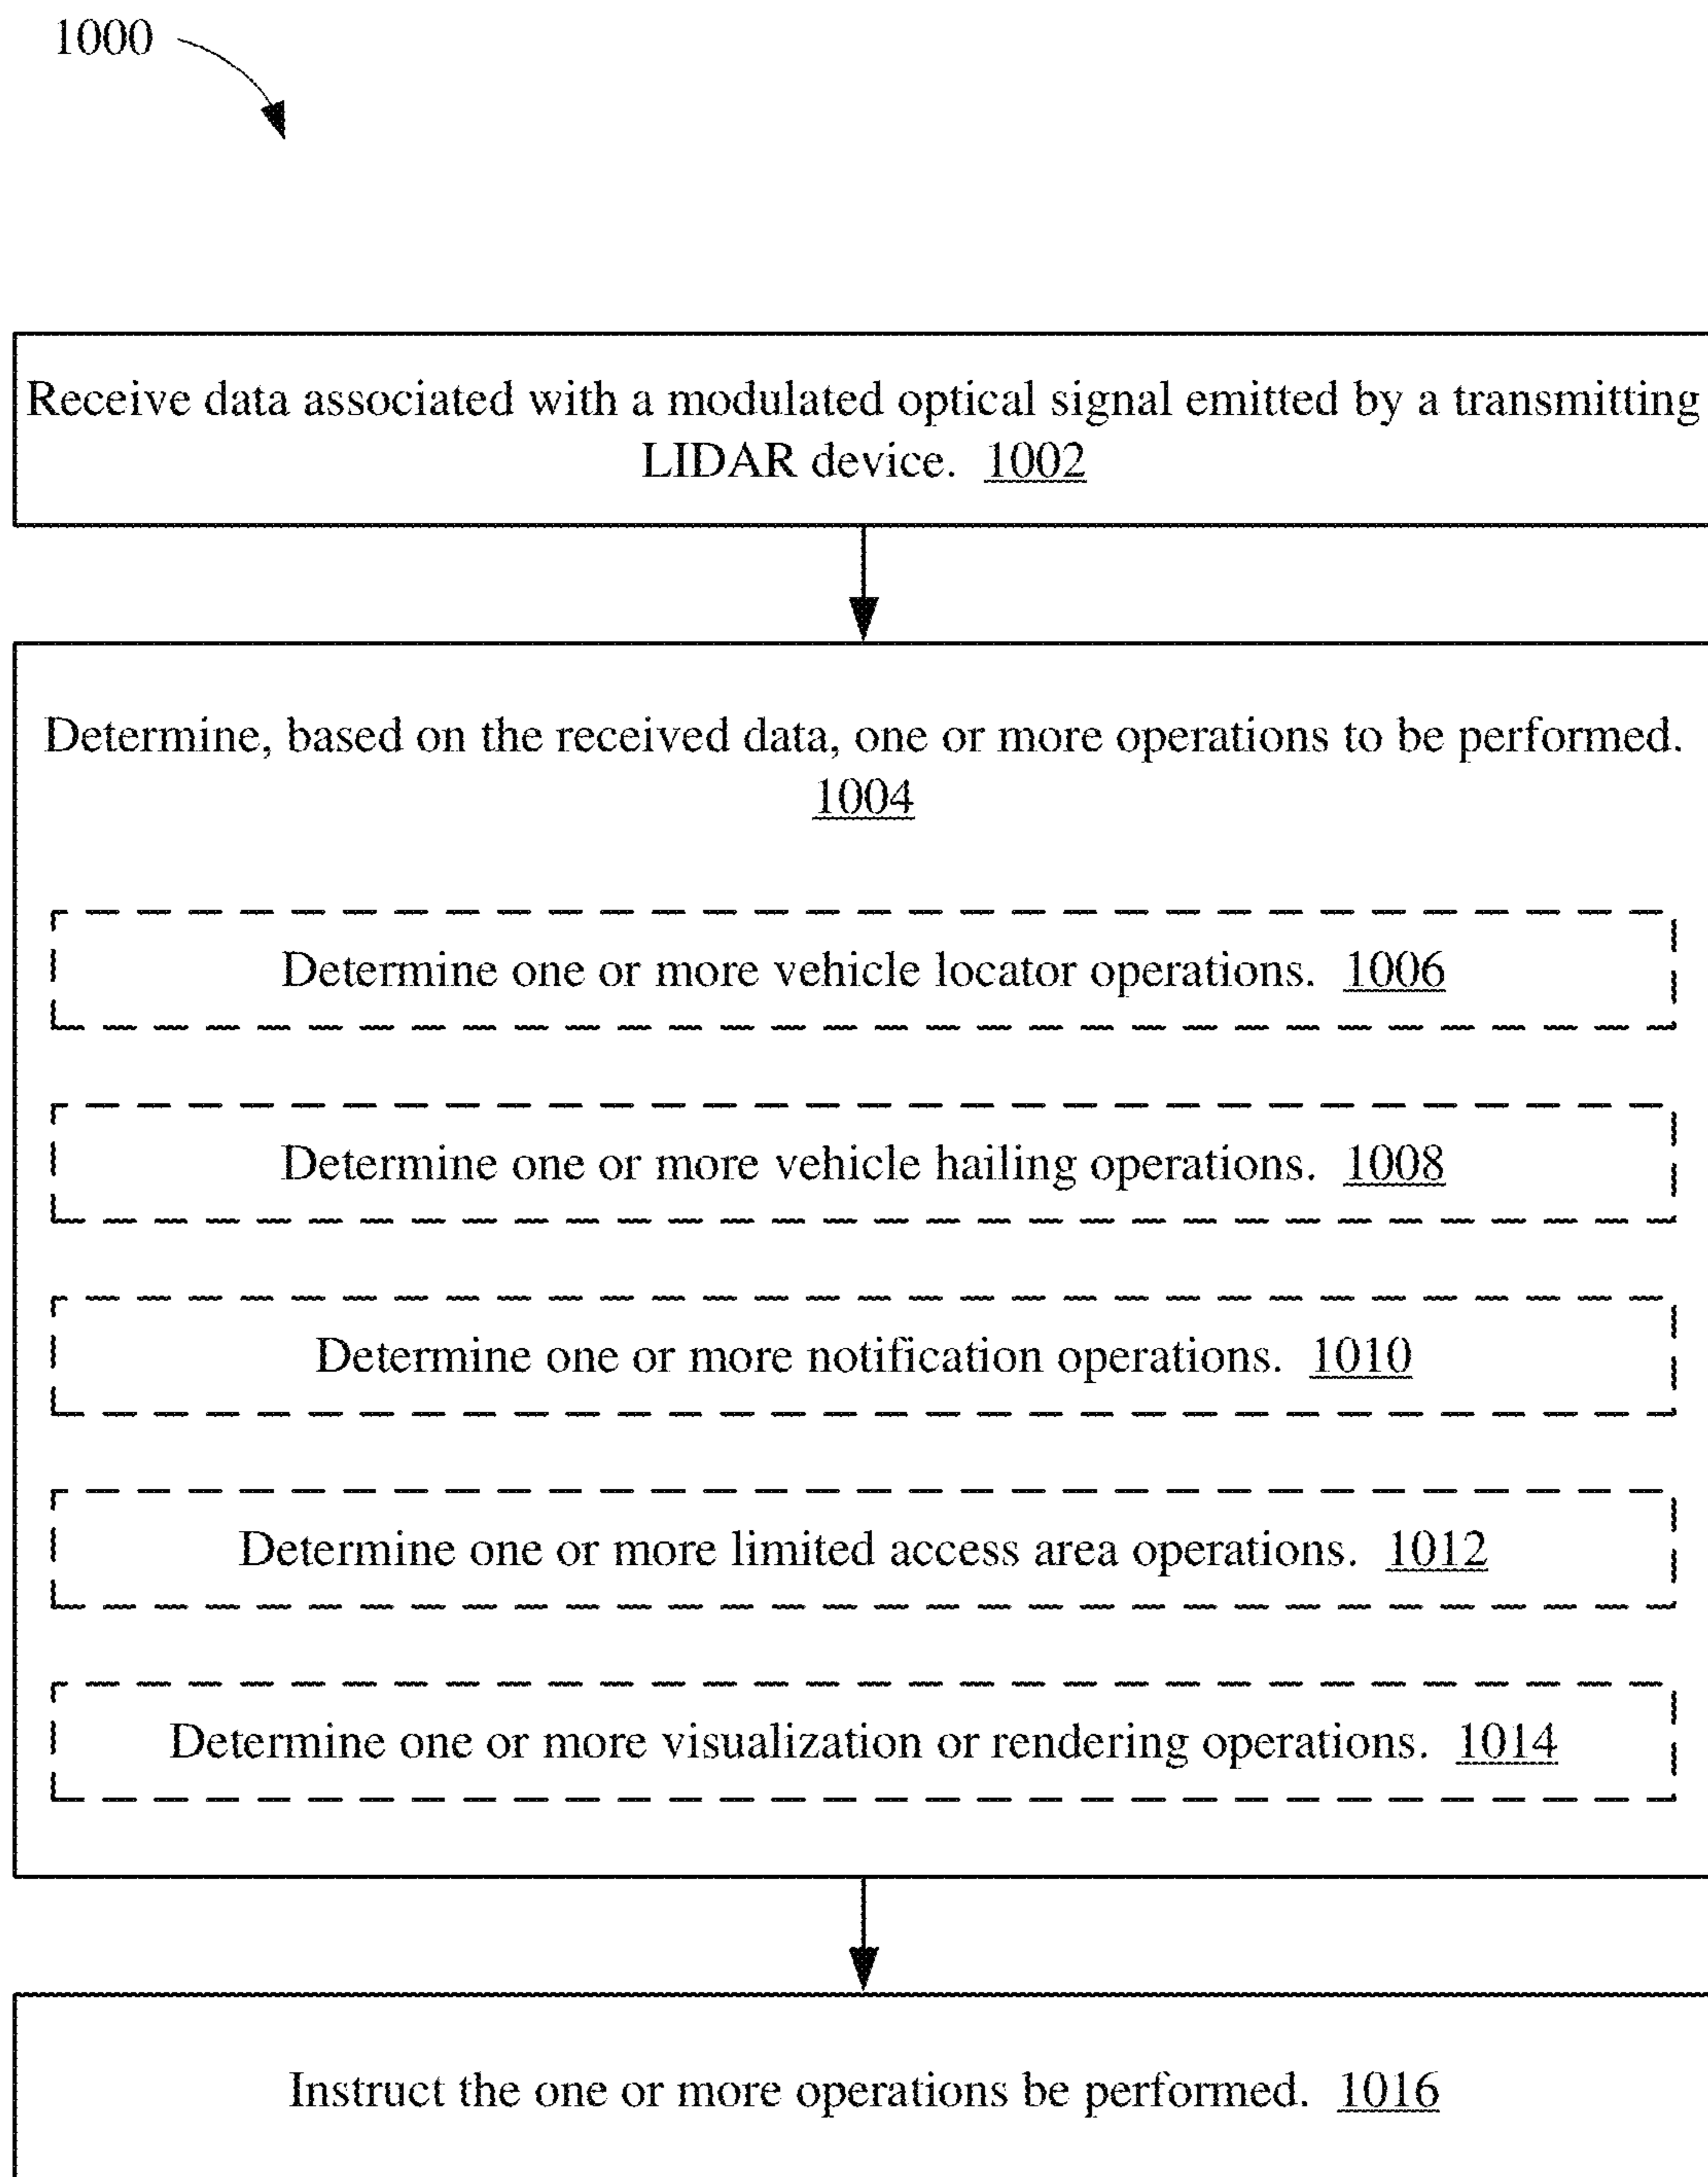 1000
Receive data associated with a modulated optical signal emitted by a transmitting
LIDAR device. 1002
Determine, based on the received data, one or more operations to be performed.
1004
Determine one or more vehicle locator operations. 1006
Determine one or more vehicle hailing operations. 1008
Determine one or more notification operations. 1010
Determine one or more limited access area operations. 1012
Determine one or more visualization or rendering operations. 1014
Instruct the one or more operations be performed. 1016